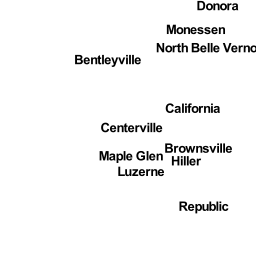 Donora
Monessen
North Belle Verno
Bentleyville
California
Centerville
Brownsville
Maple Glen
Hiller
Luzerne
Republic